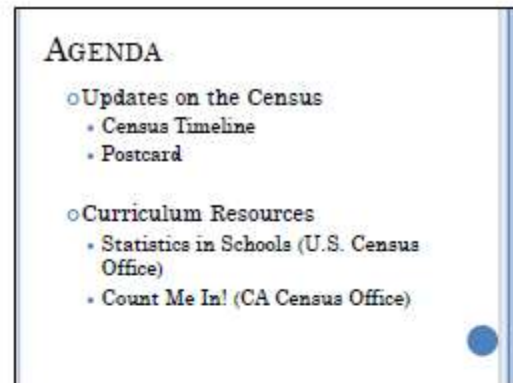 AGENDA
Updates on the Census
Census Timeline
Postcard
Curriculum Resources
Statistics in Schools (U.S. Census
Office)
Count Me In! (CA Census Office)